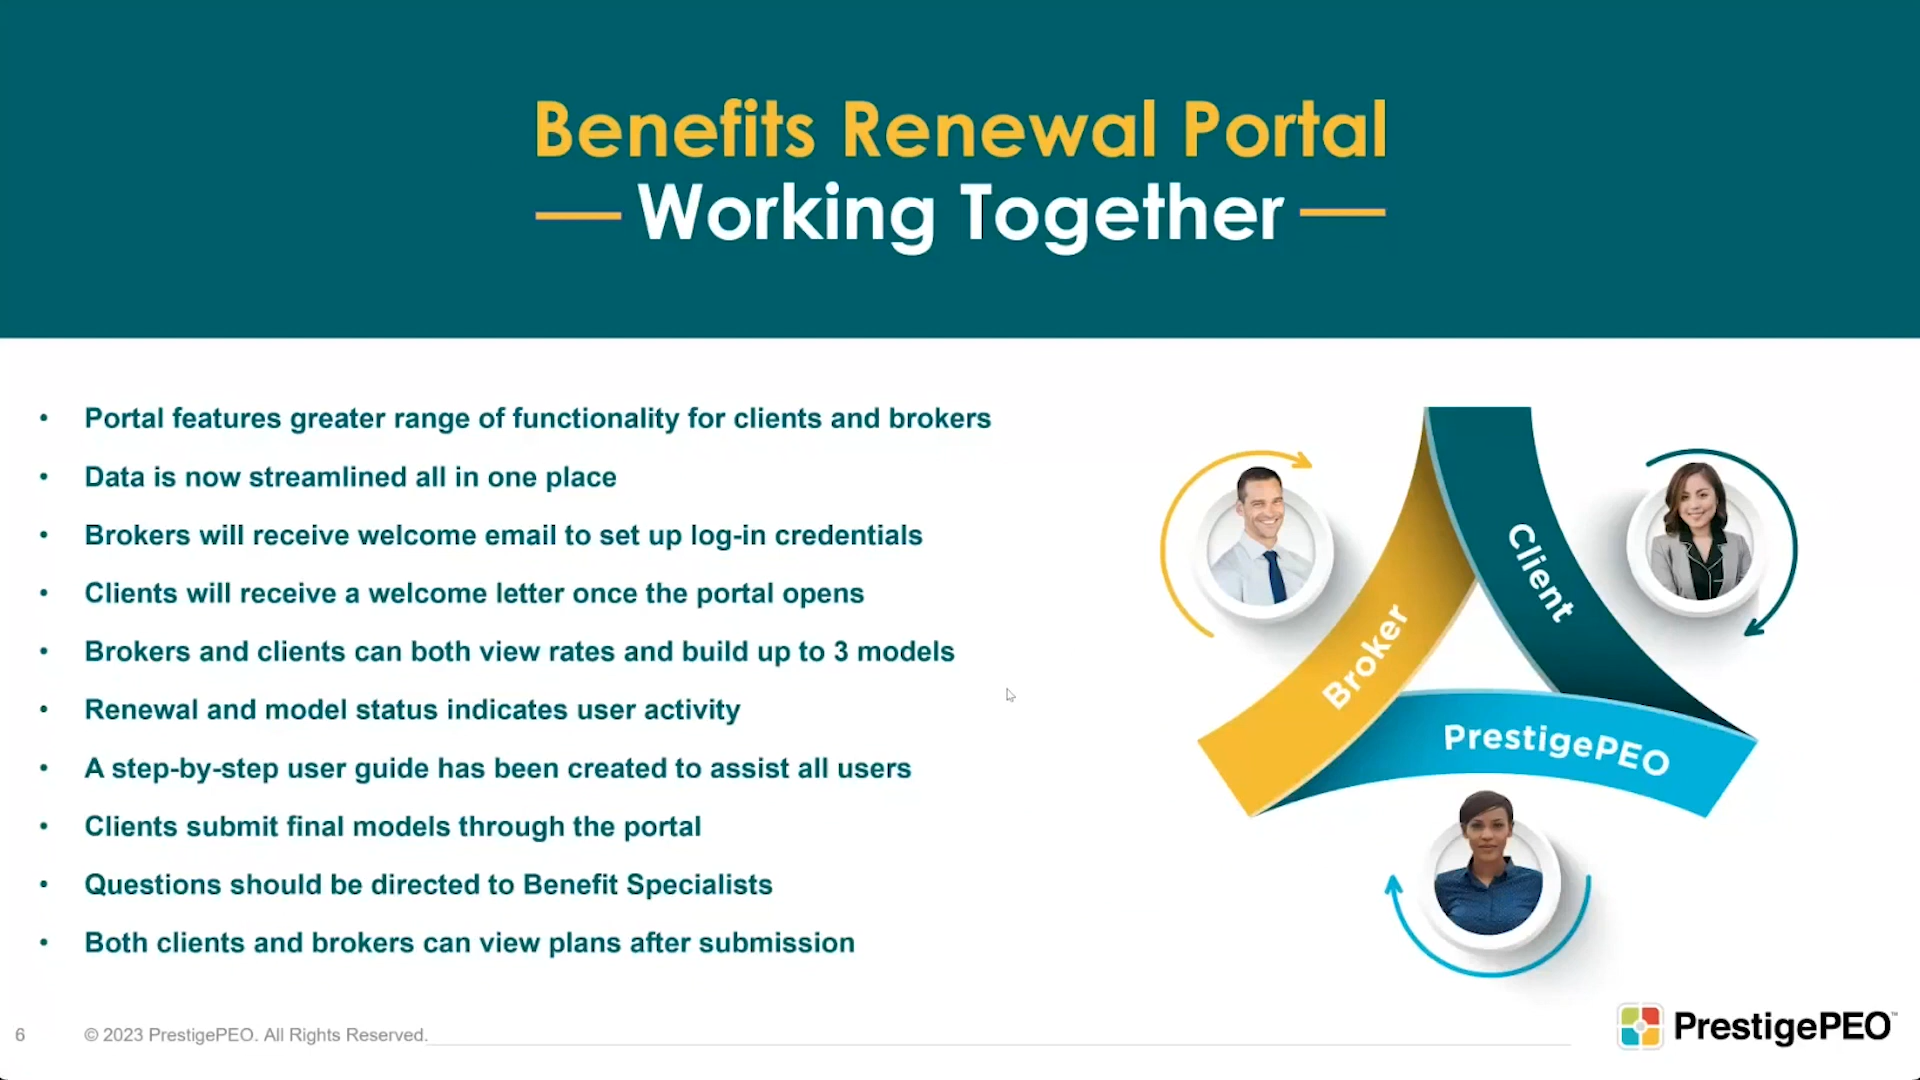 Benefits Renewal Portal
Working Together
• Portal features greater range of functionality for clients and brokers
• Data is now streamlined all in one place
• Brokers will receive welcome email to set up log-in credentials
• Clients will receive a welcome letter once the portal opens
• Brokers and clients can both view rates and build up to 3 models
• Renewal and model status indicates user activity
• A step-by-step user guide has been created to assist all users
• Clients submit final models through the portal
• Questions should be directed to Benefit Specialists
• Both clients and brokers can view plans after submission
Broker
Client
PrestigePEO
6
© 2023 PrestigePEO. All Rights Reserved.
PrestigePEO™